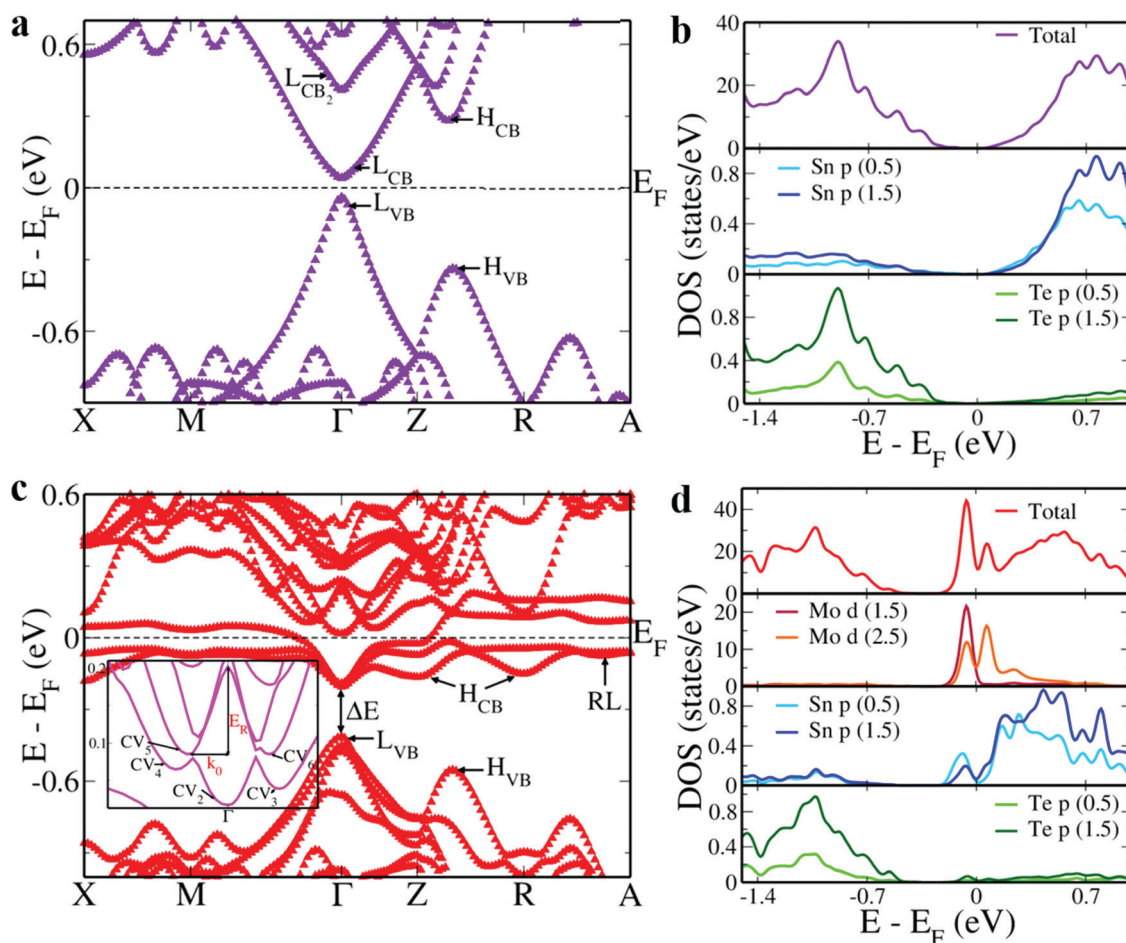 a
0.6
0
-0.6
E - E_F (eV)
L_CB2
H_CB
L_CB
L_VB
H_VB
E_F
X M Γ Z R A
b
40
20
0
Total
0.8
0.4
0
Sn p (0.5)
Sn p (1.5)
0.8
0.4
0
Te p (0.5)
Te p (1.5)
DOS (states/eV)
-1.4 -0.7 0 0.7
E - E_F (eV)
c
0.6
0
-0.6
E - E_F (eV)
E_F
0.2
0.1
E_R
k_0
CV_5
CV_4
CV_2
CV_3
CV_6
Γ
H_CB
RL
ΔE
L_VB
H_VB
X M Γ Z R A
d
40
20
0
Total
20
10
0
Mo d (1.5)
Mo d (2.5)
0.8
0.4
0
Sn p (0.5)
Sn p (1.5)
0.8
0.4
0
Te p (0.5)
Te p (1.5)
DOS (states/eV)
-1.4 -0.7 0 0.7
E - E_F (eV)